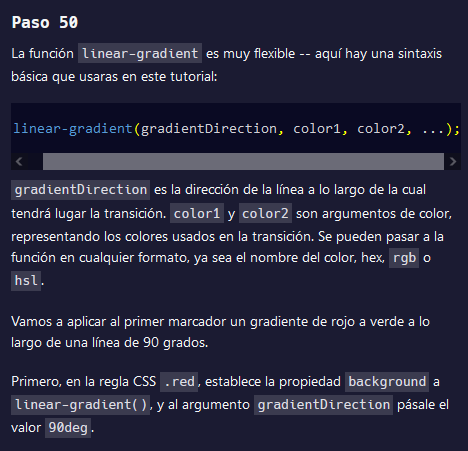 Paso 50
La función linear-gradient es muy flexible -- aquí hay una sintaxis
básica que usaras en este tutorial:
linear-gradient(gradientDirection, color1, color2, ...);
gradientDirection es la dirección de la línea a lo largo de la cual
tendrá lugar la transición. color1 y color2 son argumentos de color,
representando los colores usados en la transición. Se pueden pasar a la
función en cualquier formato, ya sea el nombre del color, hex, rgb o
hsl.
Vamos a aplicar al primer marcador un gradiente de rojo a verde a lo
largo de una línea de 90 grados.
Primero, en la regla CSS .red, establece la propiedad background a
linear-gradient(), y al argumento gradientDirection pásale el
valor 90deg.